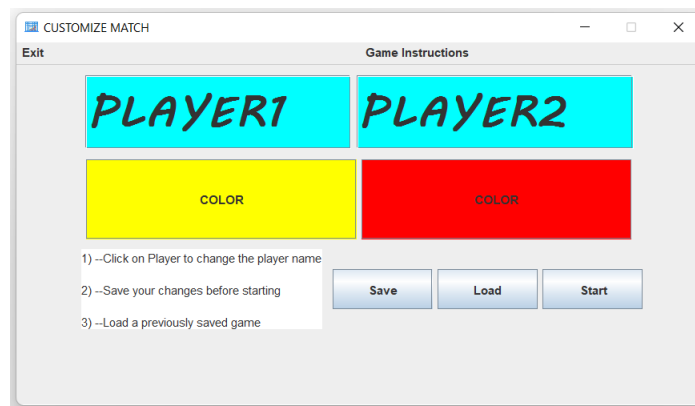 CUSTOMIZE MATCH
Exit Game Instructions
PLAYER1 PLAYER2
COLOR COLOR
1) --Click on Player to change the player name
2) --Save your changes before starting
3) --Load a previously saved game
Save Load Start